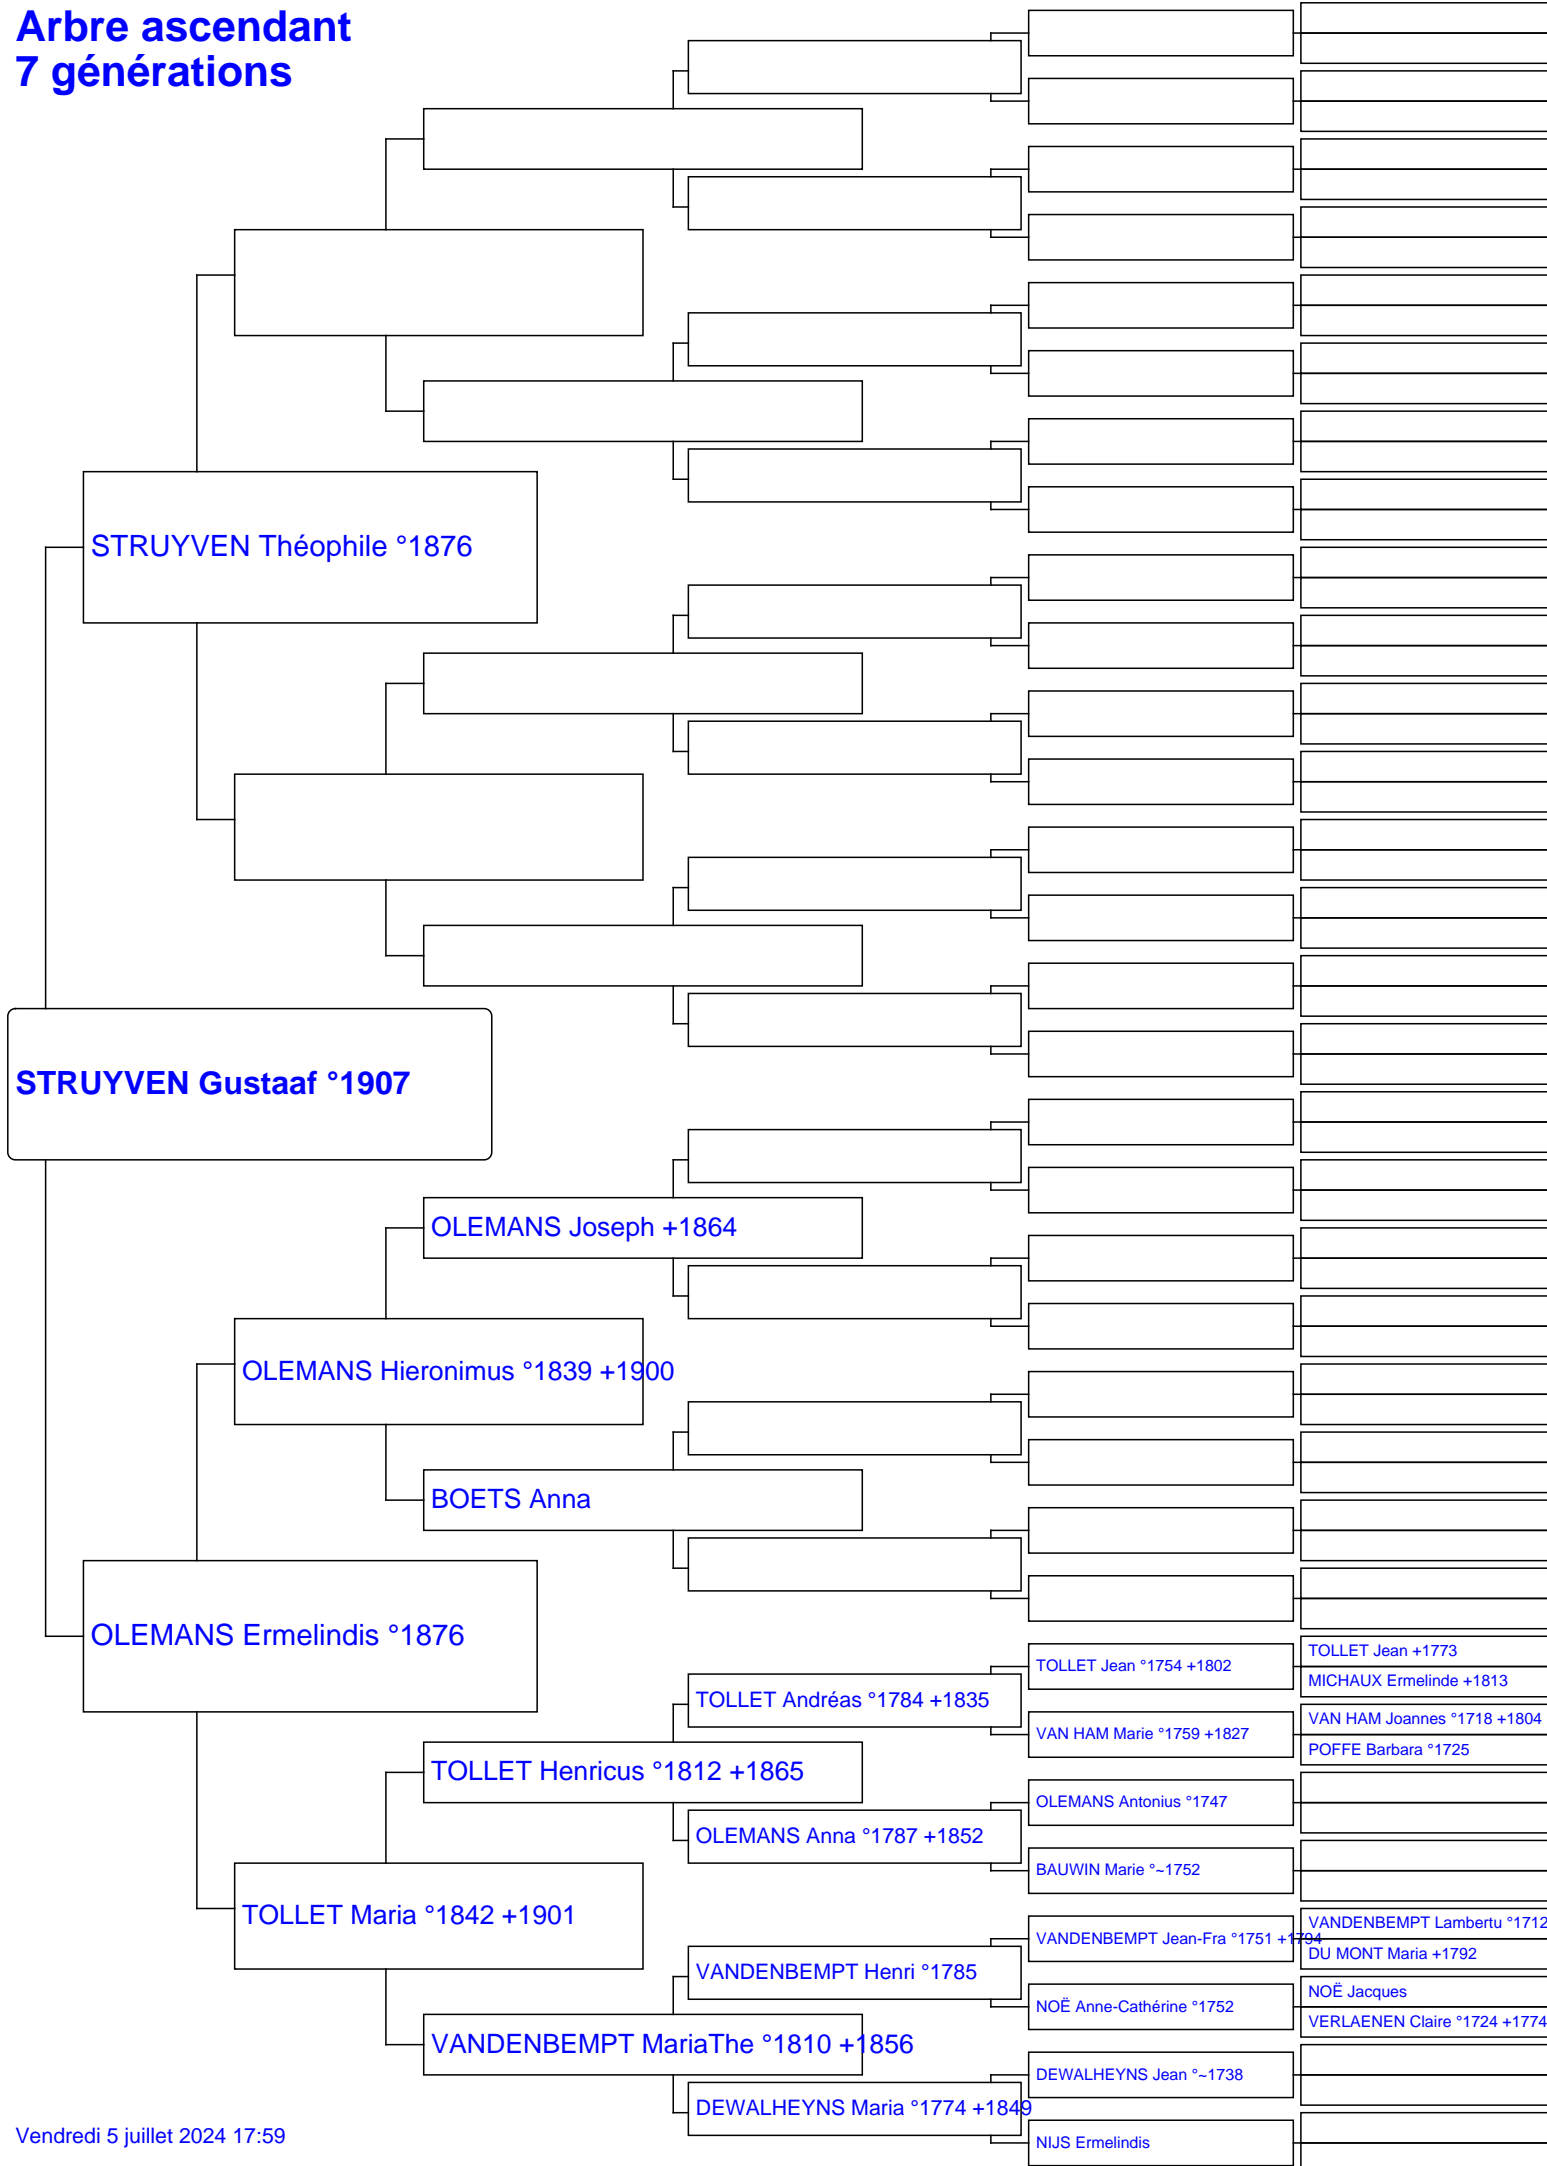 Arbre ascendant
7 générations
STRUYVEN Théophile °1876
STRUYVEN Gustaaf °1907
OLEMANS Joseph +1864
OLEMANS Hieronimus °1839 +1900
BOETS Anna
OLEMANS Ermelindis °1876
TOLLET Jean °1754 +1802
TOLLET Jean +1773
MICHAUX Ermelinde +1813
TOLLET Andréas °1784 +1835
VAN HAM Marie °1759 +1827
VAN HAM Joannes °1718 +1804
POFFE Barbara °1725
TOLLET Henricus °1812 +1865
OLEMANS Antonius °1747
OLEMANS Anna °1787 +1852
BAUWIN Marie °~1752
TOLLET Maria °1842 +1901
VANDENBEMPT Jean-Fra °1751 +1794
VANDENBEMPT Lambertu °1712
DU MONT Maria +1792
VANDENBEMPT Henri °1785
NOË Anne-Cathérine °1752
NOË Jacques
VERLAENEN Claire °1724 +1774
VANDENBEMPT MariaThe °1810 +1856
DEWALHEYNS Jean °~1738
DEWALHEYNS Maria °1774 +1849
NIJS Ermelindis
Vendredi 5 juillet 2024 17:59